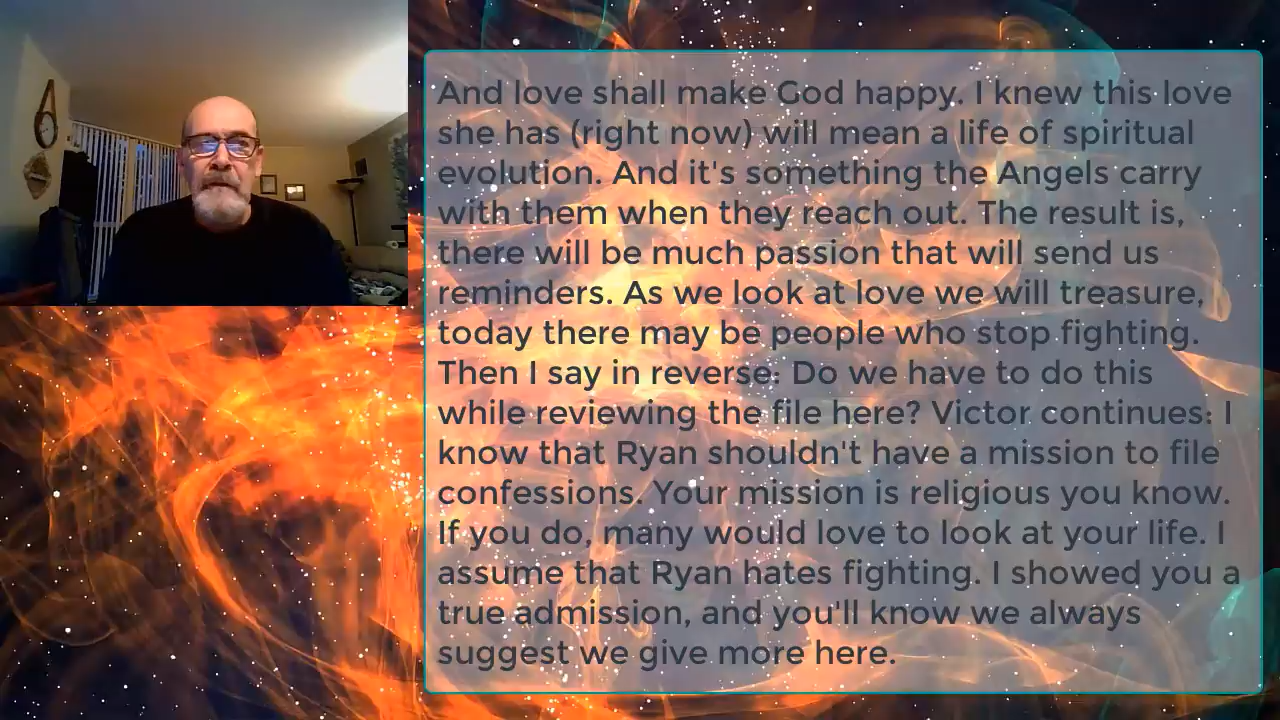 And love shall make God happy. I knew this love
she has (right now) will mean a life of spiritual
evolution. And it's something the Angels carry
with them when they reach out. The result is,
there will be much passion that will send us
reminders. As we look at love we will treasure,
today there may be people who stop fighting.
Then I say in reverse: Do we have to do this
while reviewing the file here? Victor continues: I
know that Ryan shouldn't have a mission to file
confessions. Your mission is religious you know.
If you do, many would love to look at your life. I
assume that Ryan hates fighting. I showed you a
true admission, and you'll know we always
suggest we give more here.